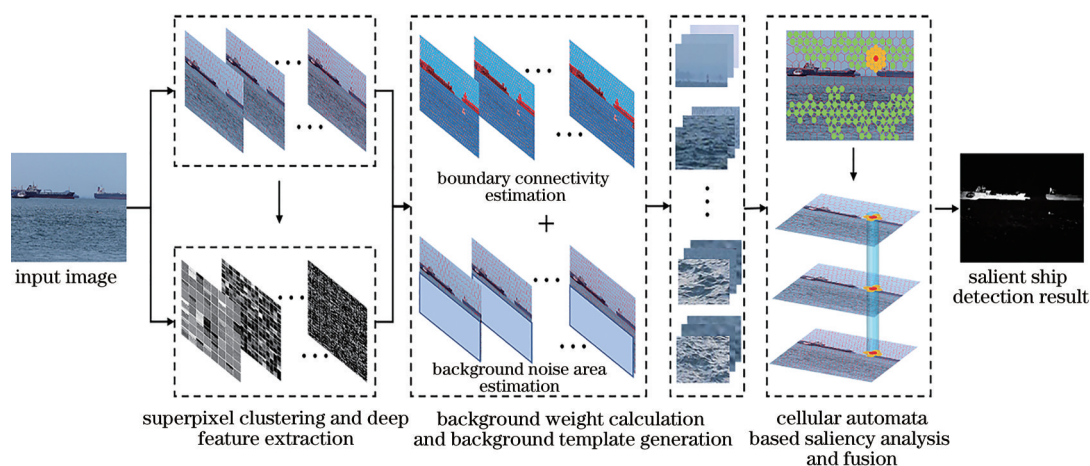 input image
boundary connectivity
estimation
+
background noise area
estimation
superpixel clustering and deep
feature extraction
background weight calculation
and background template generation
cellular automata
based saliency analysis
and fusion
salient ship
detection result